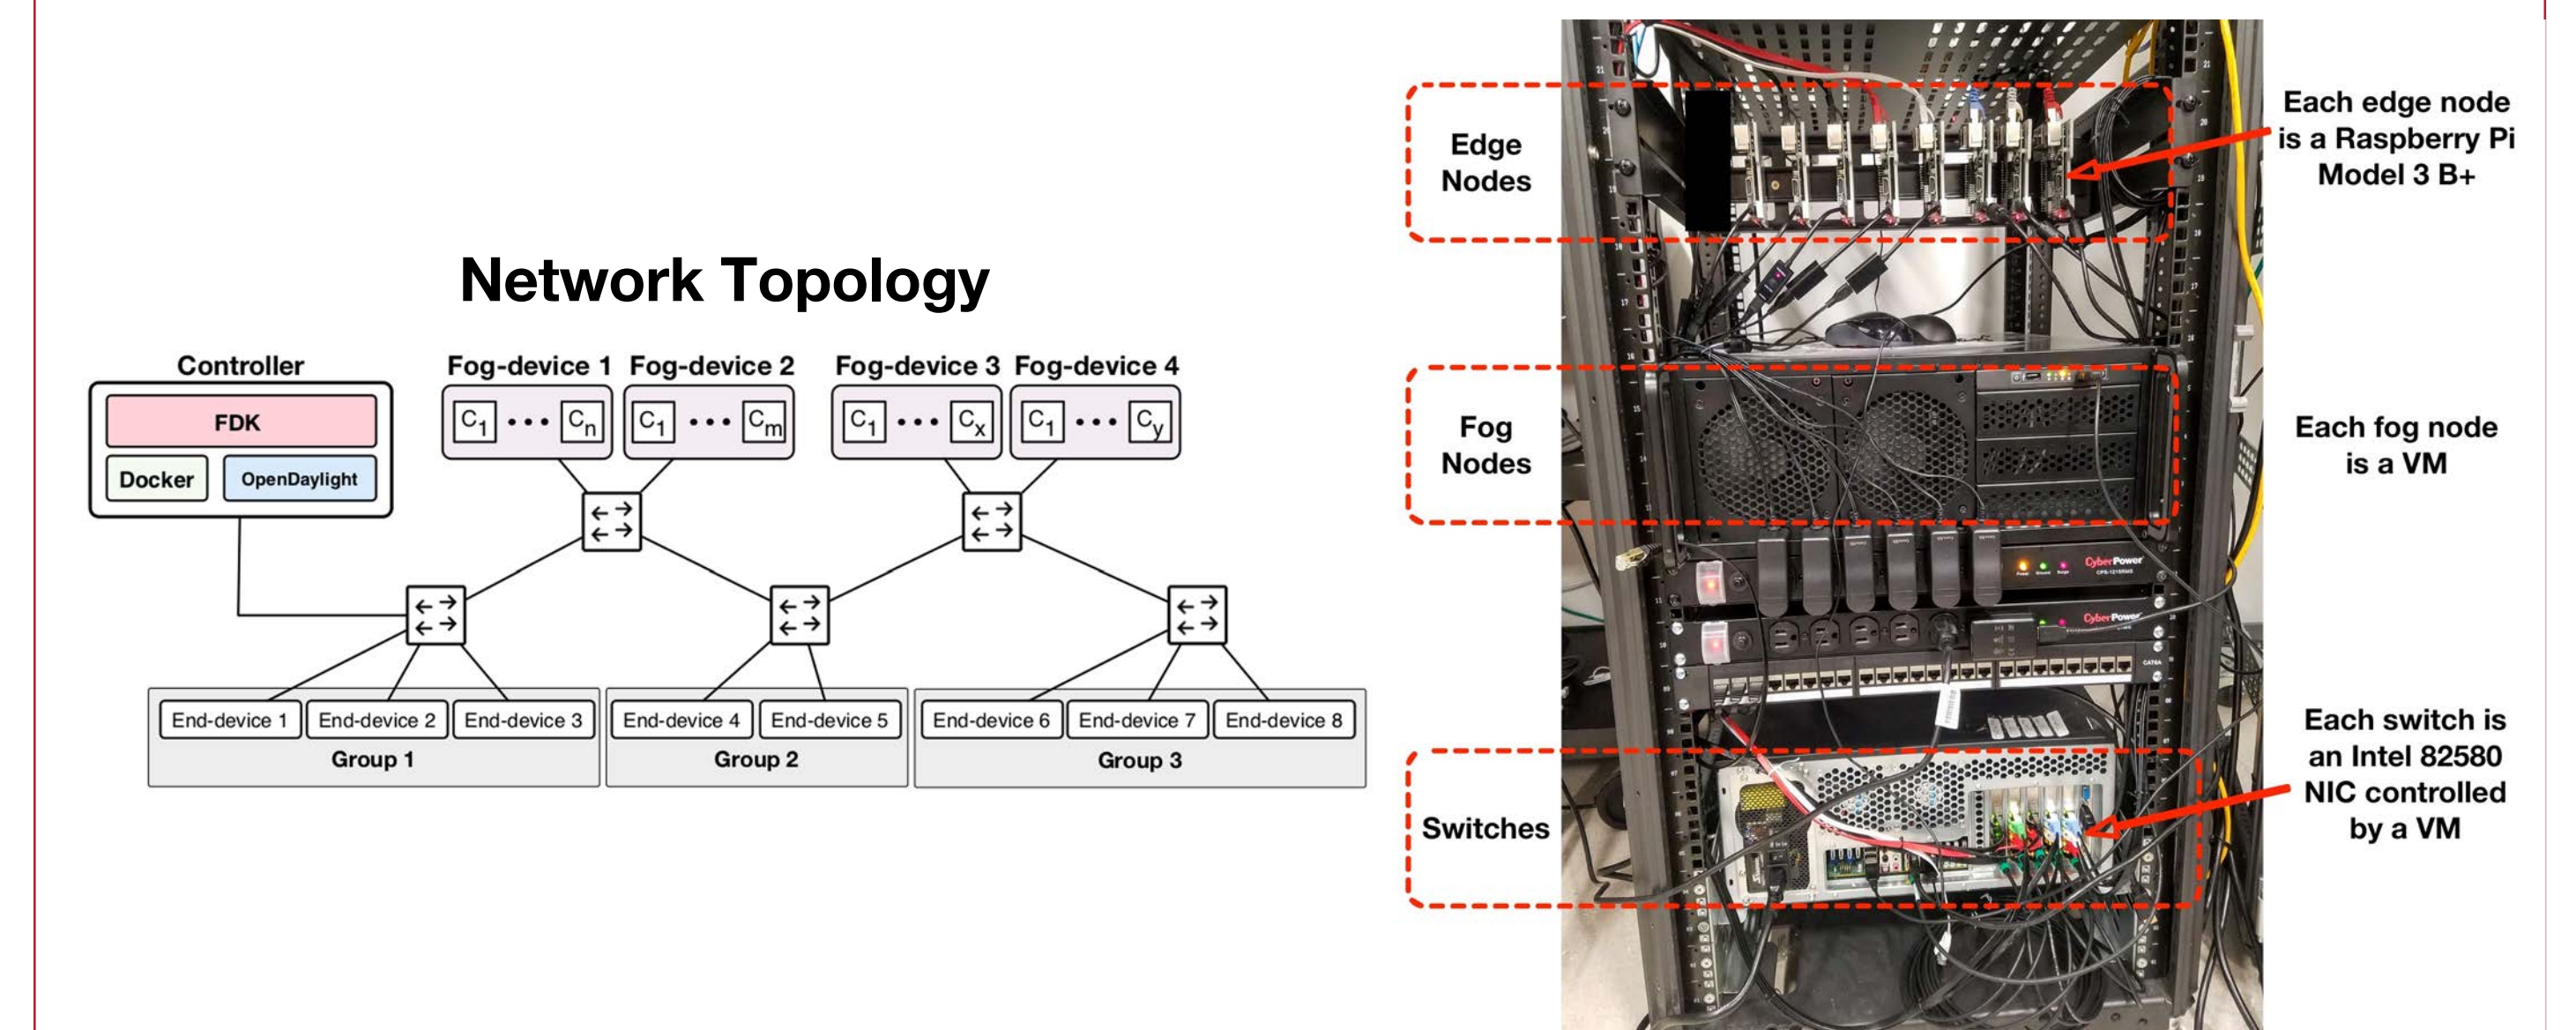 Network Topology
Controller
FDK
Docker
OpenDaylight
Fog-device 1
C1 ••• Cn
Fog-device 2
C1 ••• Cm
Fog-device 3
C1 ••• Cx
Fog-device 4
C1 ••• Cy
End-device 1
End-device 2
End-device 3
Group 1
End-device 4
End-device 5
Group 2
End-device 6
End-device 7
End-device 8
Group 3
Edge
Nodes
Each edge node
is a Raspberry Pi
Model 3 B+
Fog
Nodes
Each fog node
is a VM
CyberPower
CyberPower
Switches
Each switch is
an Intel 82580
NIC controlled
by a VM